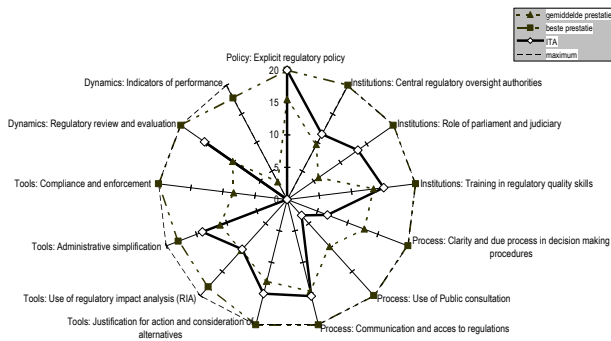 gemiddelde prestatie
beste prestatie
ITA
maximum
Policy: Explicit regulatory policy
20
15
10
5
0
Institutions: Central regulatory oversight authorities
Institutions: Role of parliament and judiciary
Institutions: Training in regulatory quality skills
Process: Clarity and due process in decision making
procedures
Process: Use of Public consultation
Process: Communication and acces to regulations
Tools: Justification for action and consideration of
alternatives
Tools: Use of regulatory impact analysis (RIA)
Tools: Administrative simplification
Tools: Compliance and enforcement
Dynamics: Regulatory review and evaluation
Dynamics: Indicators of performance